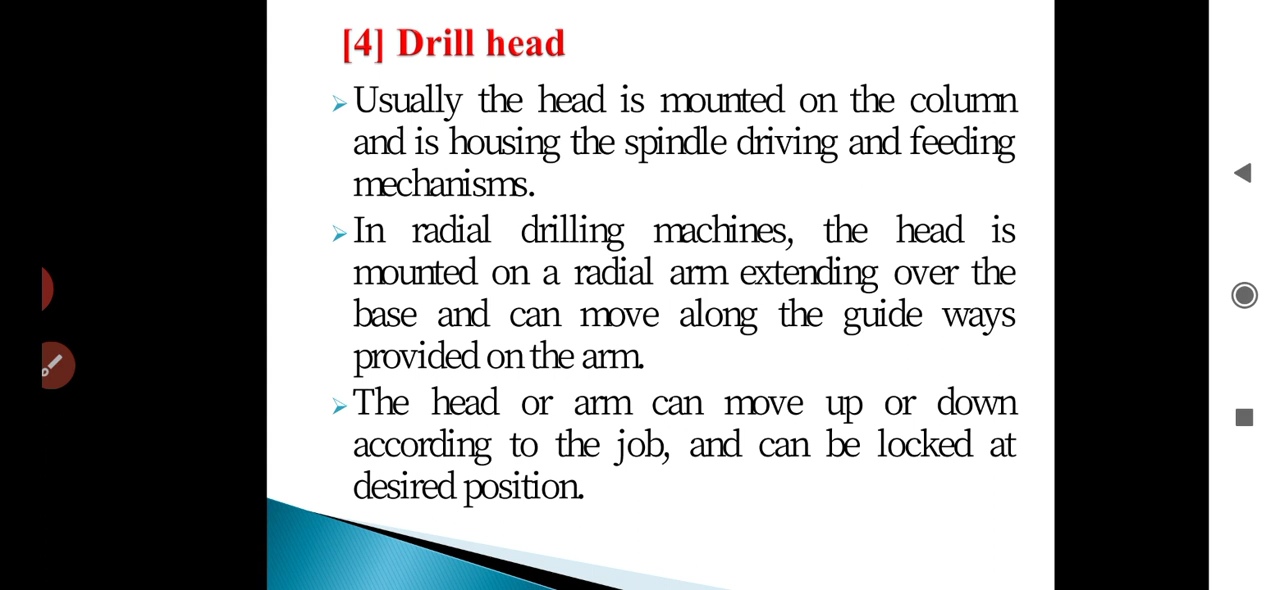 [4] Drill head
Usually the head is mounted on the column
and is housing the spindle driving and feeding
mechanisms.
In radial drilling machines, the head is
mounted on a radial arm extending over the
base and can move along the guide ways
provided on the arm.
The head or arm can move up or down
according to the job, and can be locked at
desired position.